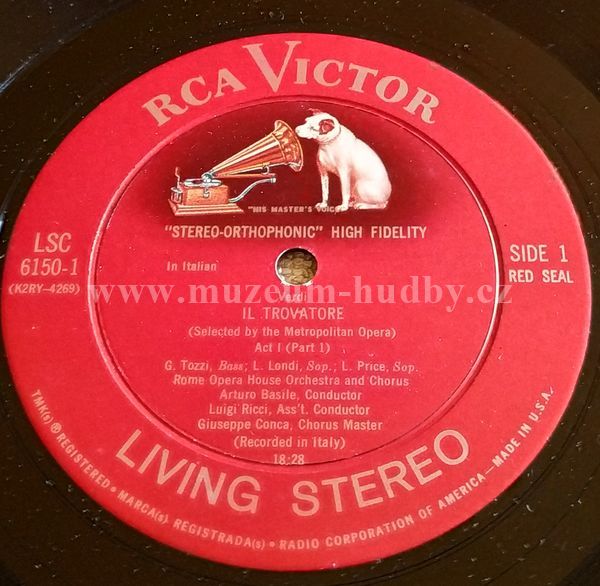 RCA VICTOR
"HIS MASTER'S VOICE"
"STEREO-ORTHOPHONIC" HIGH FIDELITY
LSC
6150-1
(K2RY-4269)
SIDE 1
RED SEAL
In Italian
Verdi
www.muzeum-hudby.cz
IL TROVATORE
(Selected by the Metropolitan Opera)
Act I (Part 1)
G. Tozzi, Bass; L. Londi, Sop.; L. Price, Sop.
Rome Opera House Orchestra and Chorus
Arturo Basile, Conductor
Luigi Ricci, Ass't. Conductor
Giuseppe Conca, Chorus Master
(Recorded in Italy)
18:28
LIVING STEREO
TMK(s) ® REGISTERED • MARCA(s) REGISTRADA(s) • RADIO CORPORATION OF AMERICA—MADE IN U.S.A.